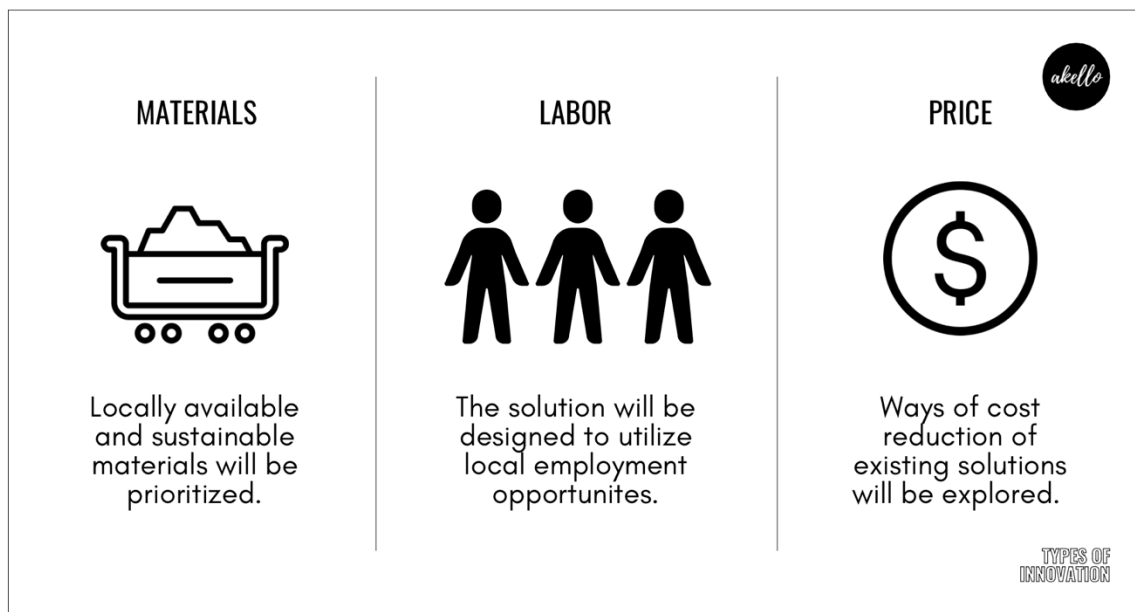 akello
MATERIALS
Locally available
and sustainable
materials will be
prioritized.
LABOR
The solution will be
designed to utilize
local employment
opportunites.
PRICE
$
Ways of cost
reduction of
existing solutions
will be explored.
TYPES OF
INNOVATION